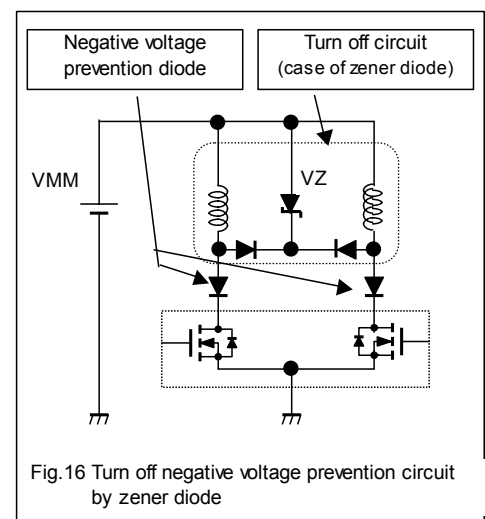 Negative voltage
prevention diode
Turn off circuit
(case of zener diode)
VMM
VZ
Fig.16 Turn off negative voltage prevention circuit
by zener diode